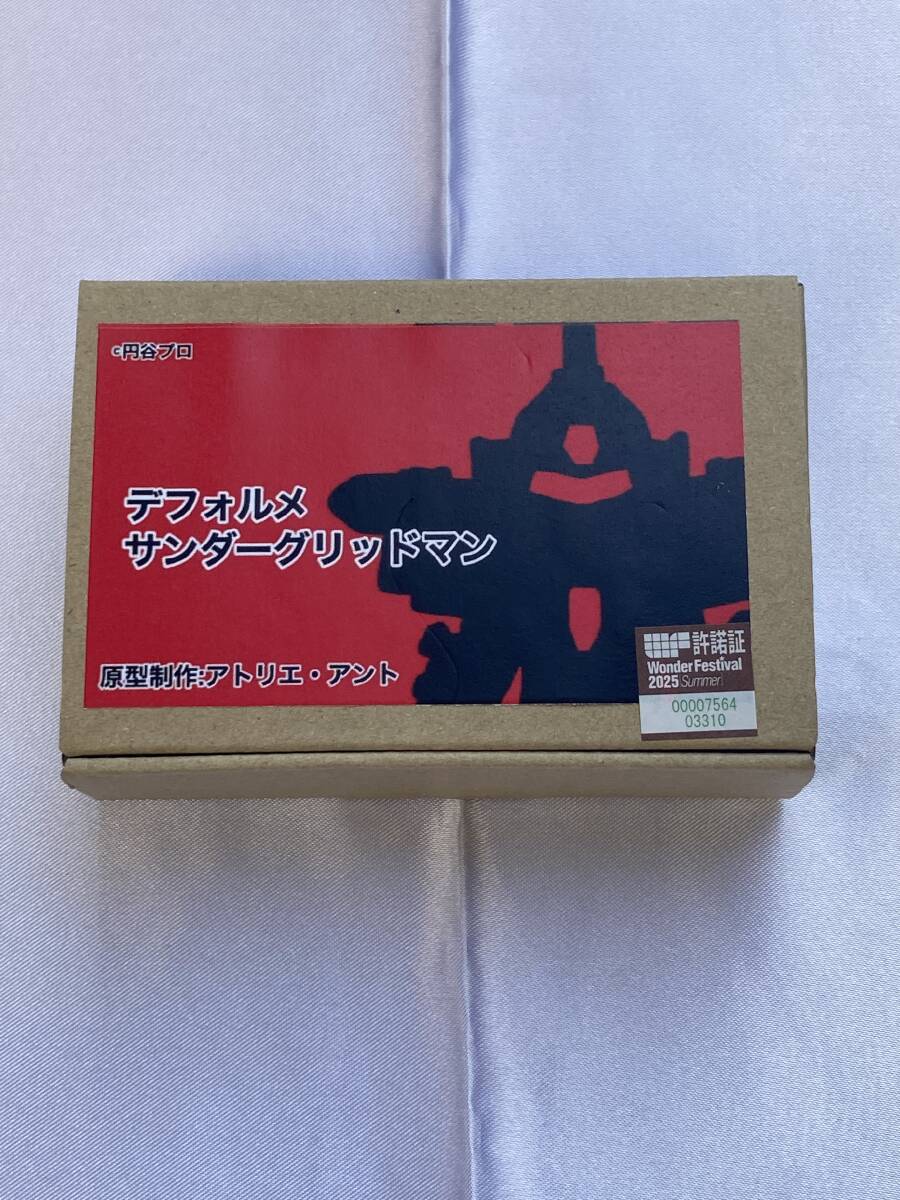 ©円谷プロ
デフォルメ
サンダーグリッドマン
原型制作:アトリエ・アント
WF 許諾証
Wonder Festival
2025 [Summer]
00007564
03310